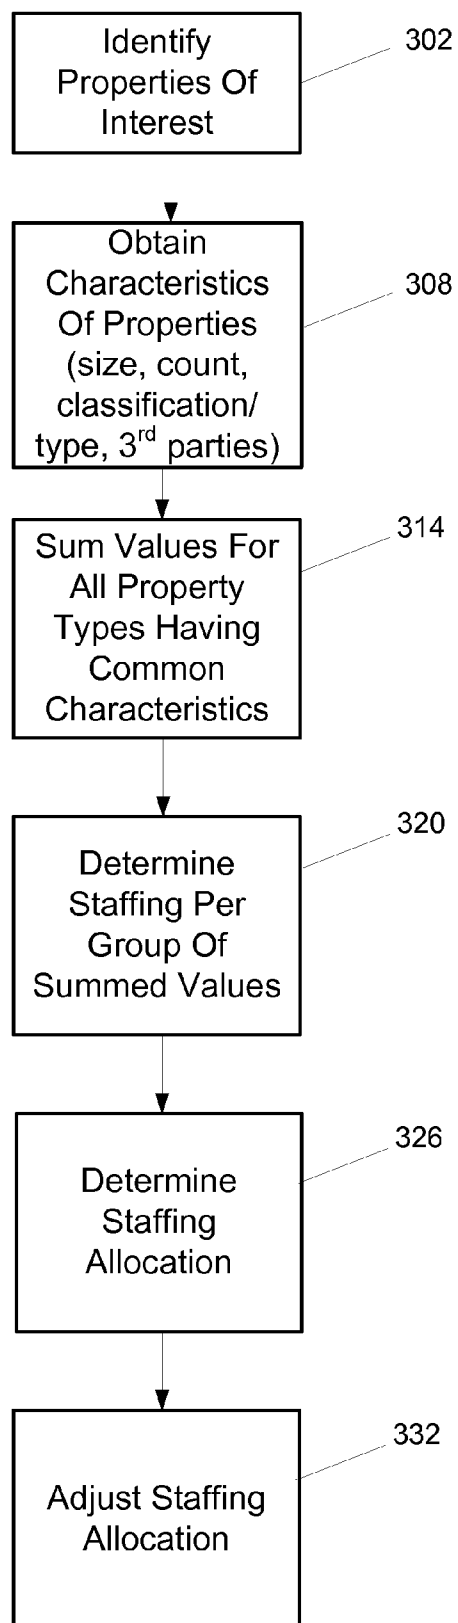 Identify
Properties Of
Interest
302
Obtain
Characteristics
Of Properties
(size, count,
classification/
type, 3rd parties)
308
Sum Values For
All Property
Types Having
Common
Characteristics
314
Determine
Staffing Per
Group Of
Summed Values
320
Determine
Staffing
Allocation
326
Adjust Staffing
Allocation
332